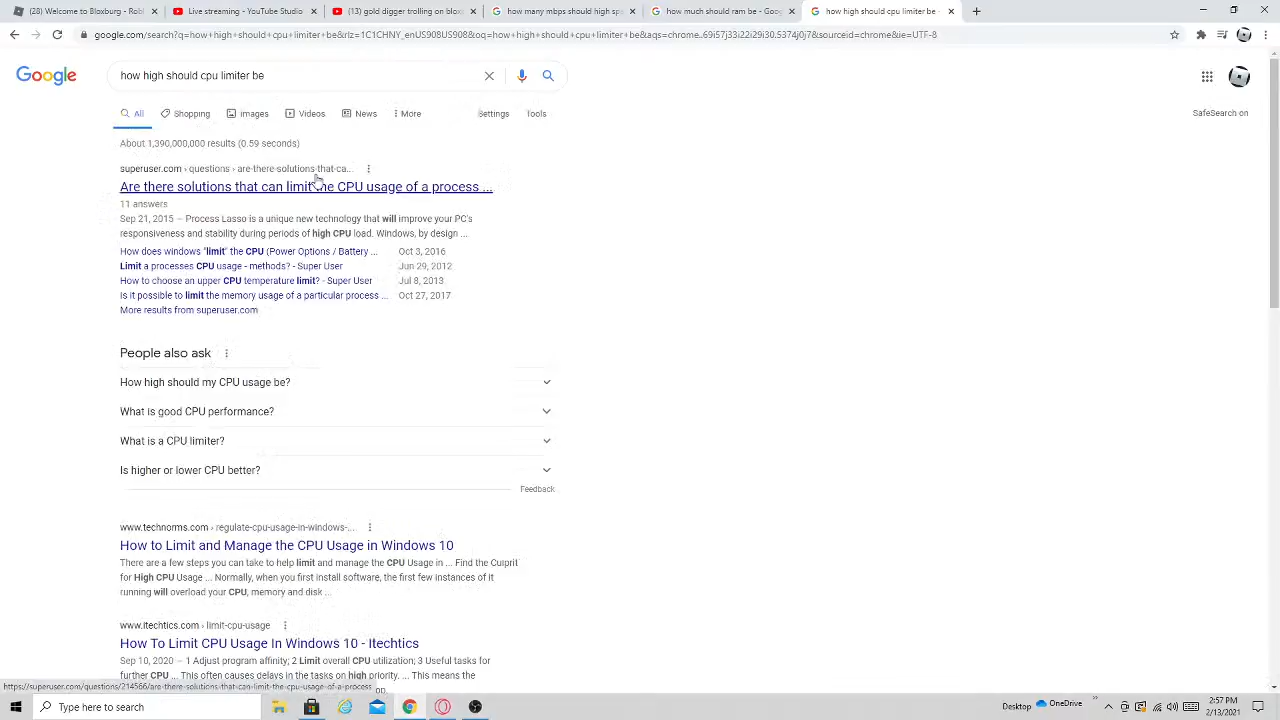 (28) Welcome to Bloxburg - Robl
Live streaming - YouTube Studio
(13) gold digger trolling on blox
how many mbps should high sp
how much should ram be - Goog
how high should cpu limiter be -
google.com/search?q=how+high+should+cpu+limiter+be&rlz=1C1CHNY_enUS908US908&oq=how+high+should+cpu+limiter+be&aqs=chrome..69i57j33i22i29i30.5374j0j7&sourceid=chrome&ie=UTF-8
Google
how high should cpu limiter be
All
Shopping
Images
Videos
News
More
Settings
Tools
SafeSearch on
About 1,390,000,000 results (0.59 seconds)
superuser.com › questions › are-there-solutions-that-ca...
Are there solutions that can limit the CPU usage of a process ...
11 answers
Sep 21, 2015 — Process Lasso is a unique new technology that will improve your PC's
responsiveness and stability during periods of high CPU load. Windows, by design ...
How does windows "limit" the CPU (Power Options / Battery ... Oct 3, 2016
Limit a processes CPU usage - methods? - Super User Jun 29, 2012
How to choose an upper CPU temperature limit? - Super User Jul 8, 2013
Is it possible to limit the memory usage of a particular process ... Oct 27, 2017
More results from superuser.com
People also ask
How high should my CPU usage be?
What is good CPU performance?
What is a CPU limiter?
Is higher or lower CPU better?
Feedback
www.technorms.com › regulate-cpu-usage-in-windows-...
How to Limit and Manage the CPU Usage in Windows 10
There are a few steps you can take to help limit and manage the CPU Usage in ... Find the Culprit
for High CPU Usage ... Normally, when you first install software, the first few instances of it
running will overload your CPU, memory and disk ...
www.itechtics.com › limit-cpu-usage
How To Limit CPU Usage In Windows 10 - Itechtics
Sep 10, 2020 — 1 Adjust program affinity; 2 Limit overall CPU utilization; 3 Useful tasks for
further CPU ... This often causes delays in the tasks on high priority. ... This means the
https://superuser.com/questions/214566/are-there-solutions-that-can-limit-the-cpu-usage-of-a-process
Type here to search
Desktop
OneDrive
2:57 PM
2/13/2021